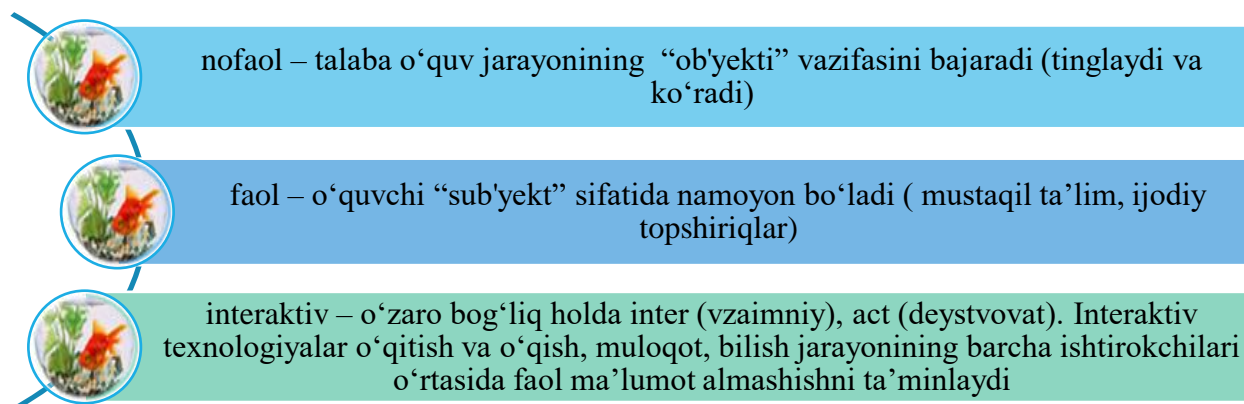 nofaol – talaba o‘quv jarayonining “ob'yekti” vazifasini bajaradi (tinglaydi va
ko‘radi)
faol – o‘quvchi “sub'yekt” sifatida namoyon bo‘ladi ( mustaqil ta’lim, ijodiy
topshiriqlar)
interaktiv – o‘zaro bog‘liq holda inter (vzaimniy), act (deystvovat). Interaktiv
texnologiyalar o‘qitish va o‘qish, muloqot, bilish jarayonining barcha ishtirokchilari
o‘rtasida faol ma’lumot almashishni ta’minlaydi